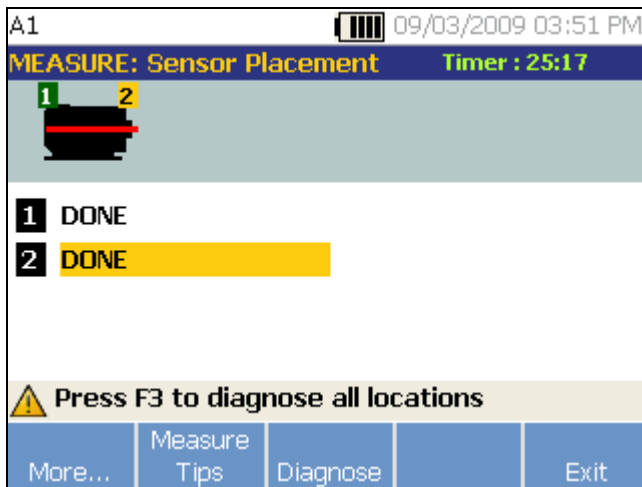 A1 09/03/2009 03:51 PM
MEASURE: Sensor Placement Timer : 25:17
1 2
1 DONE
2 DONE
Press F3 to diagnose all locations
More... Measure Tips Diagnose Exit